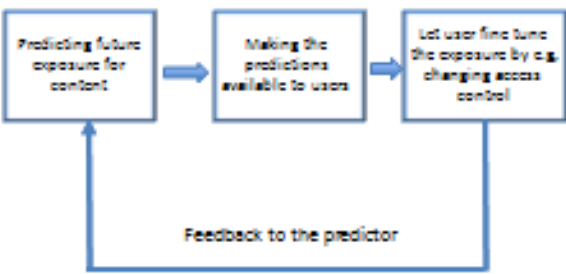 Predicting future
exposure for
content
Making the
predictions
available to users
Let user fine tune
the exposure by e.g.
changing access
control
Feedback to the predictor